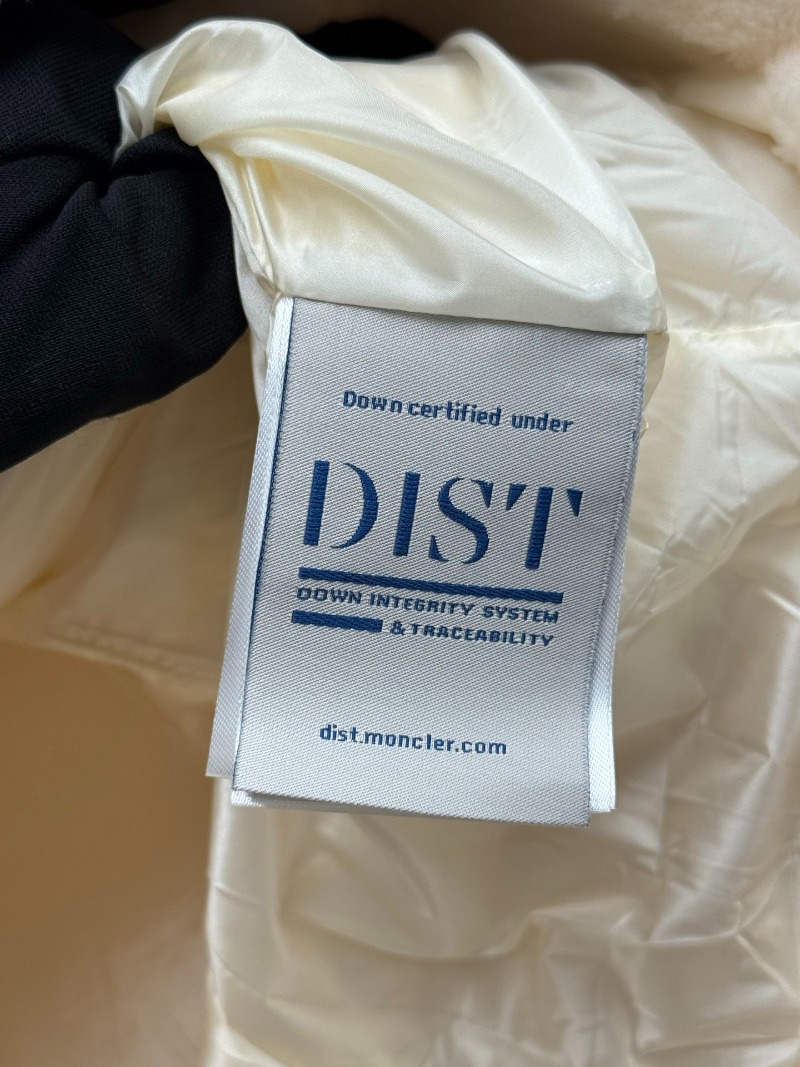 Down certified under
DIST
DOWN INTEGRITY SYSTEM
& TRACEABILITY
dist.moncler.com